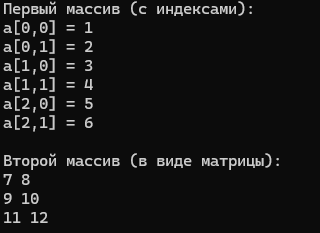 Первый массив (с индексами):
a[0,0] = 1
a[0,1] = 2
a[1,0] = 3
a[1,1] = 4
a[2,0] = 5
a[2,1] = 6
Второй массив (в виде матрицы):
7 8
9 10
11 12